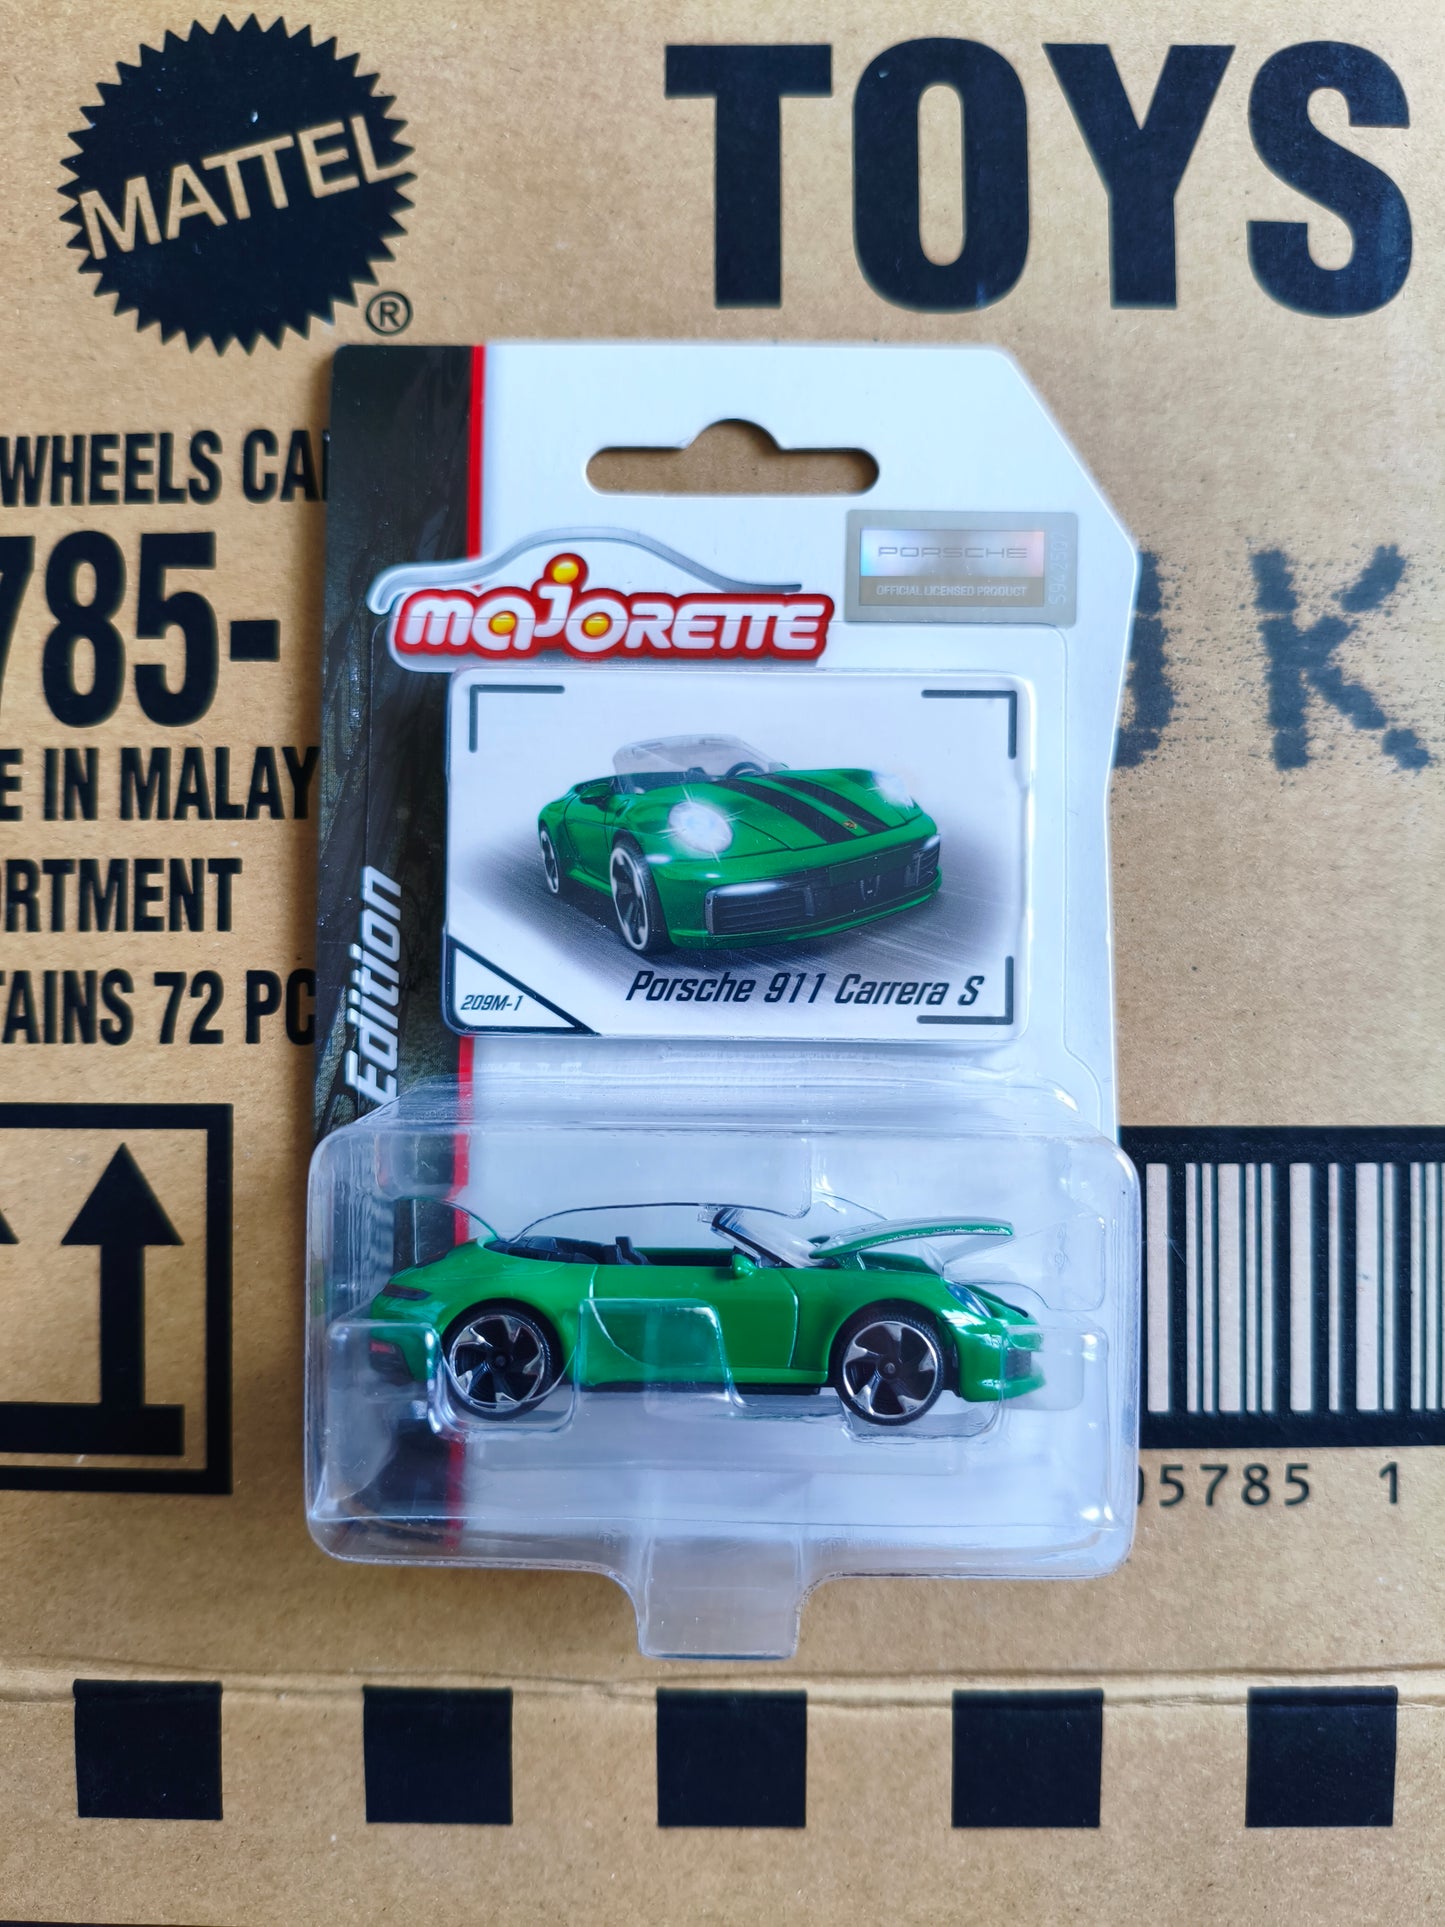 MATTEL
®
TOYS
WHEELS CA
785-
E IN MALAY
ORTMENT
TAINS 72 PC
majorette
PORSCHE
OFFICIAL LICENSED PRODUCT
Porsche 911 Carrera S
209M-1
Edition
05785 1